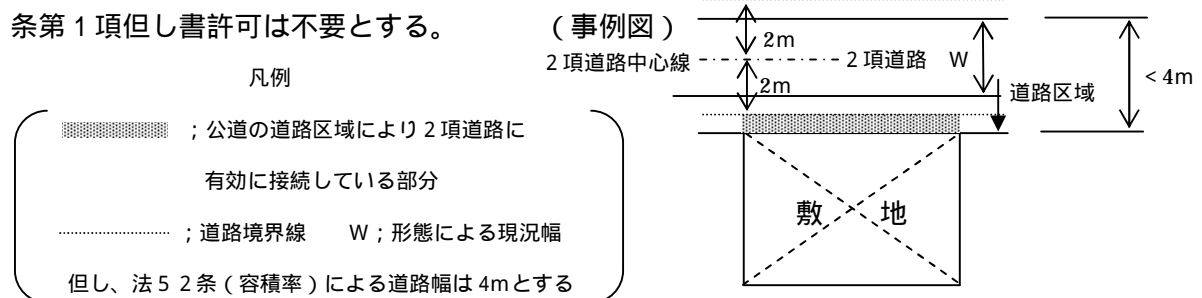 条第１項但し書許可は不要とする。
（事例図）
2m
２項道路中心線
２項道路
W
2m
道路区域
< 4m
凡例
；公道の道路区域により２項道路に
有効に接続している部分
；道路境界線　W；形態による現況幅
但し、法５２条（容積率）による道路幅は 4mとする
敷　地